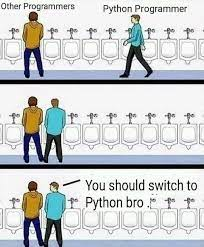 Other Programmers
Python Programmer
You should switch to
Python bro .